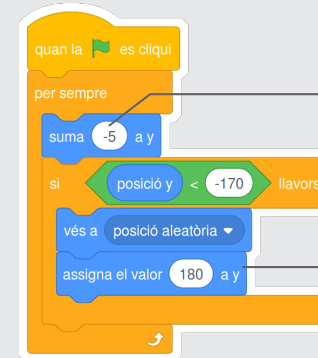 quan la es cliqui
per sempre
suma -5 a y
si posició y < -170 llavors
vés a posició aleatòria
assigna el valor 180 a y